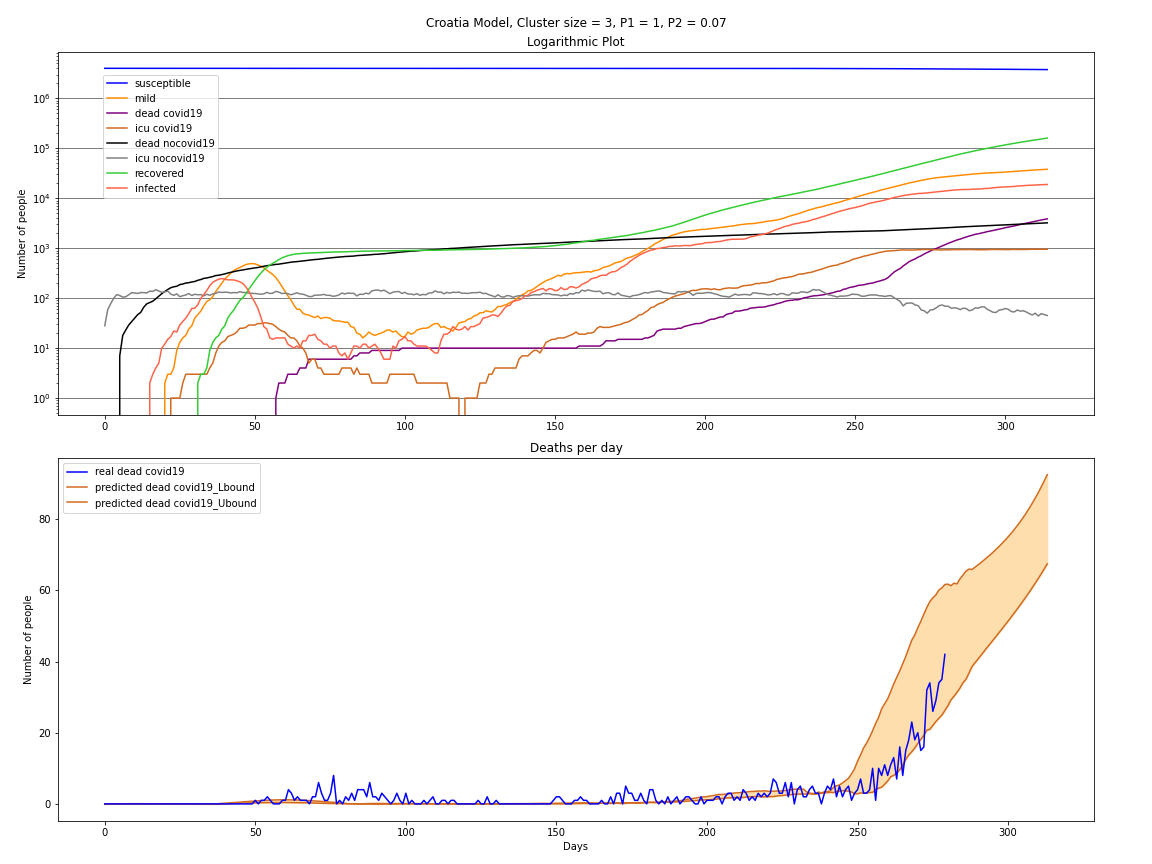 Croatia Model, Cluster size = 3, P1 = 1, P2 = 0.07
Logarithmic Plot
susceptible
mild
dead covid19
icu covid19
dead nocovid19
icu nocovid19
recovered
infected
Number of people
10⁶
10⁵
10⁴
10³
10²
10¹
10⁰
0 50 100 150 200 250 300
Deaths per day
real dead covid19
predicted dead covid19_Lbound
predicted dead covid19_Ubound
Number of people
80
60
40
20
0
0 50 100 150 200 250 300
Days